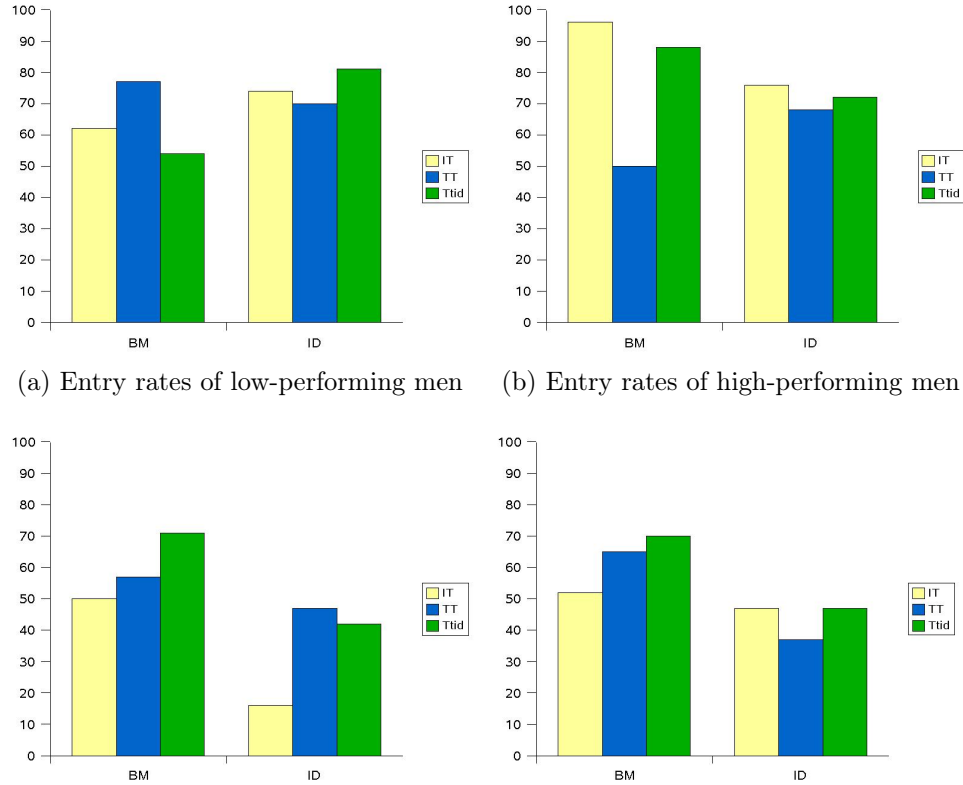 100
90
80
70
60
50
40
30
20
10
0
BM ID
IT
TT
Ttid
(a) Entry rates of low-performing men
100
90
80
70
60
50
40
30
20
10
0
BM ID
IT
TT
Ttid
(b) Entry rates of high-performing men
100
90
80
70
60
50
40
30
20
10
0
BM ID
IT
TT
Ttid
100
90
80
70
60
50
40
30
20
10
0
BM ID
IT
TT
Ttid